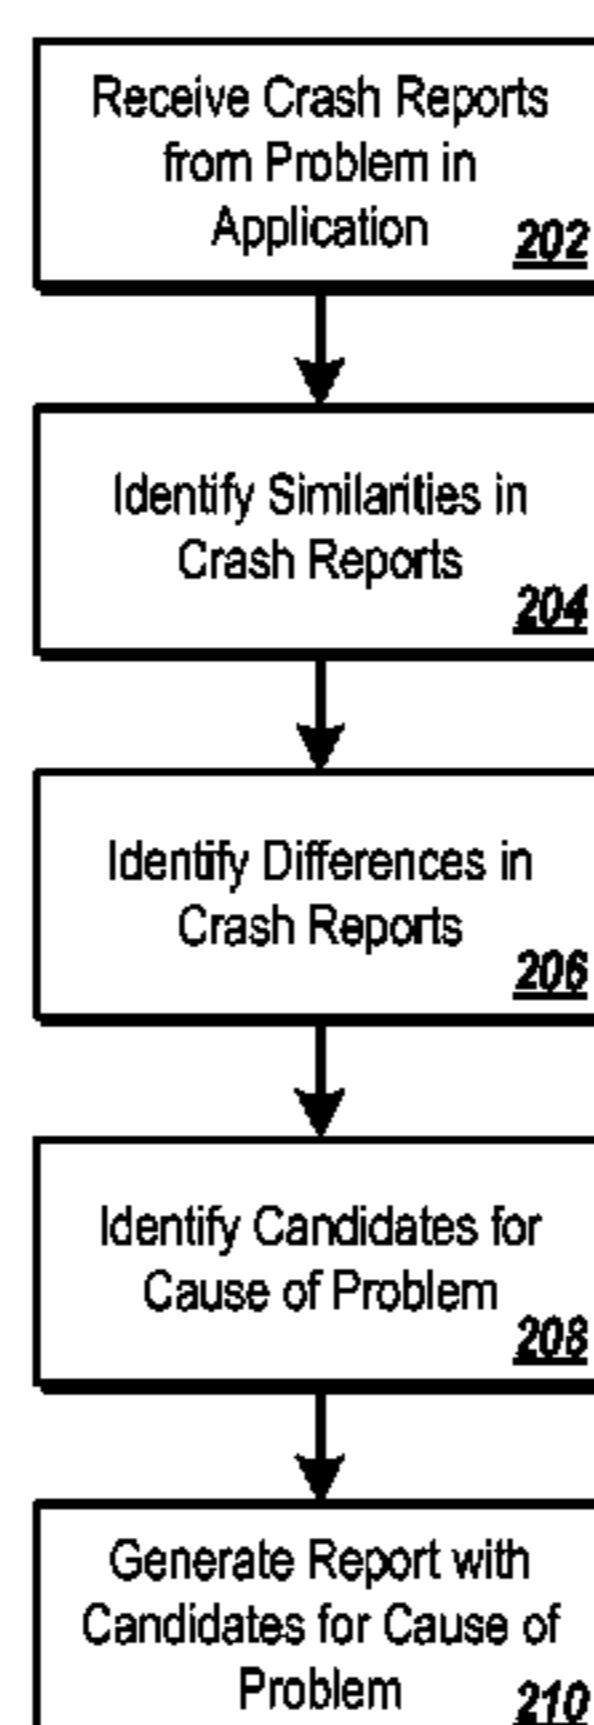 Receive Crash Reports
from Problem in
Application 202
Identify Similarities in
Crash Reports
204
Identify Differences in
Crash Reports
206
Identify Candidates for
Cause of Problem
208
Generate Report with
Candidates for Cause of
Problem 210